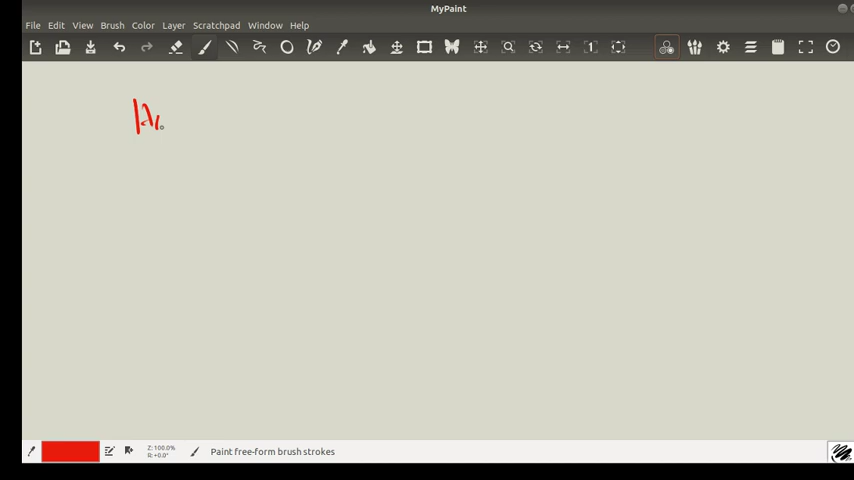 MyPaint
File Edit View Brush Color Layer Scratchpad Window Help
Z: 100.0%
R: +0.0°
Paint free-form brush strokes